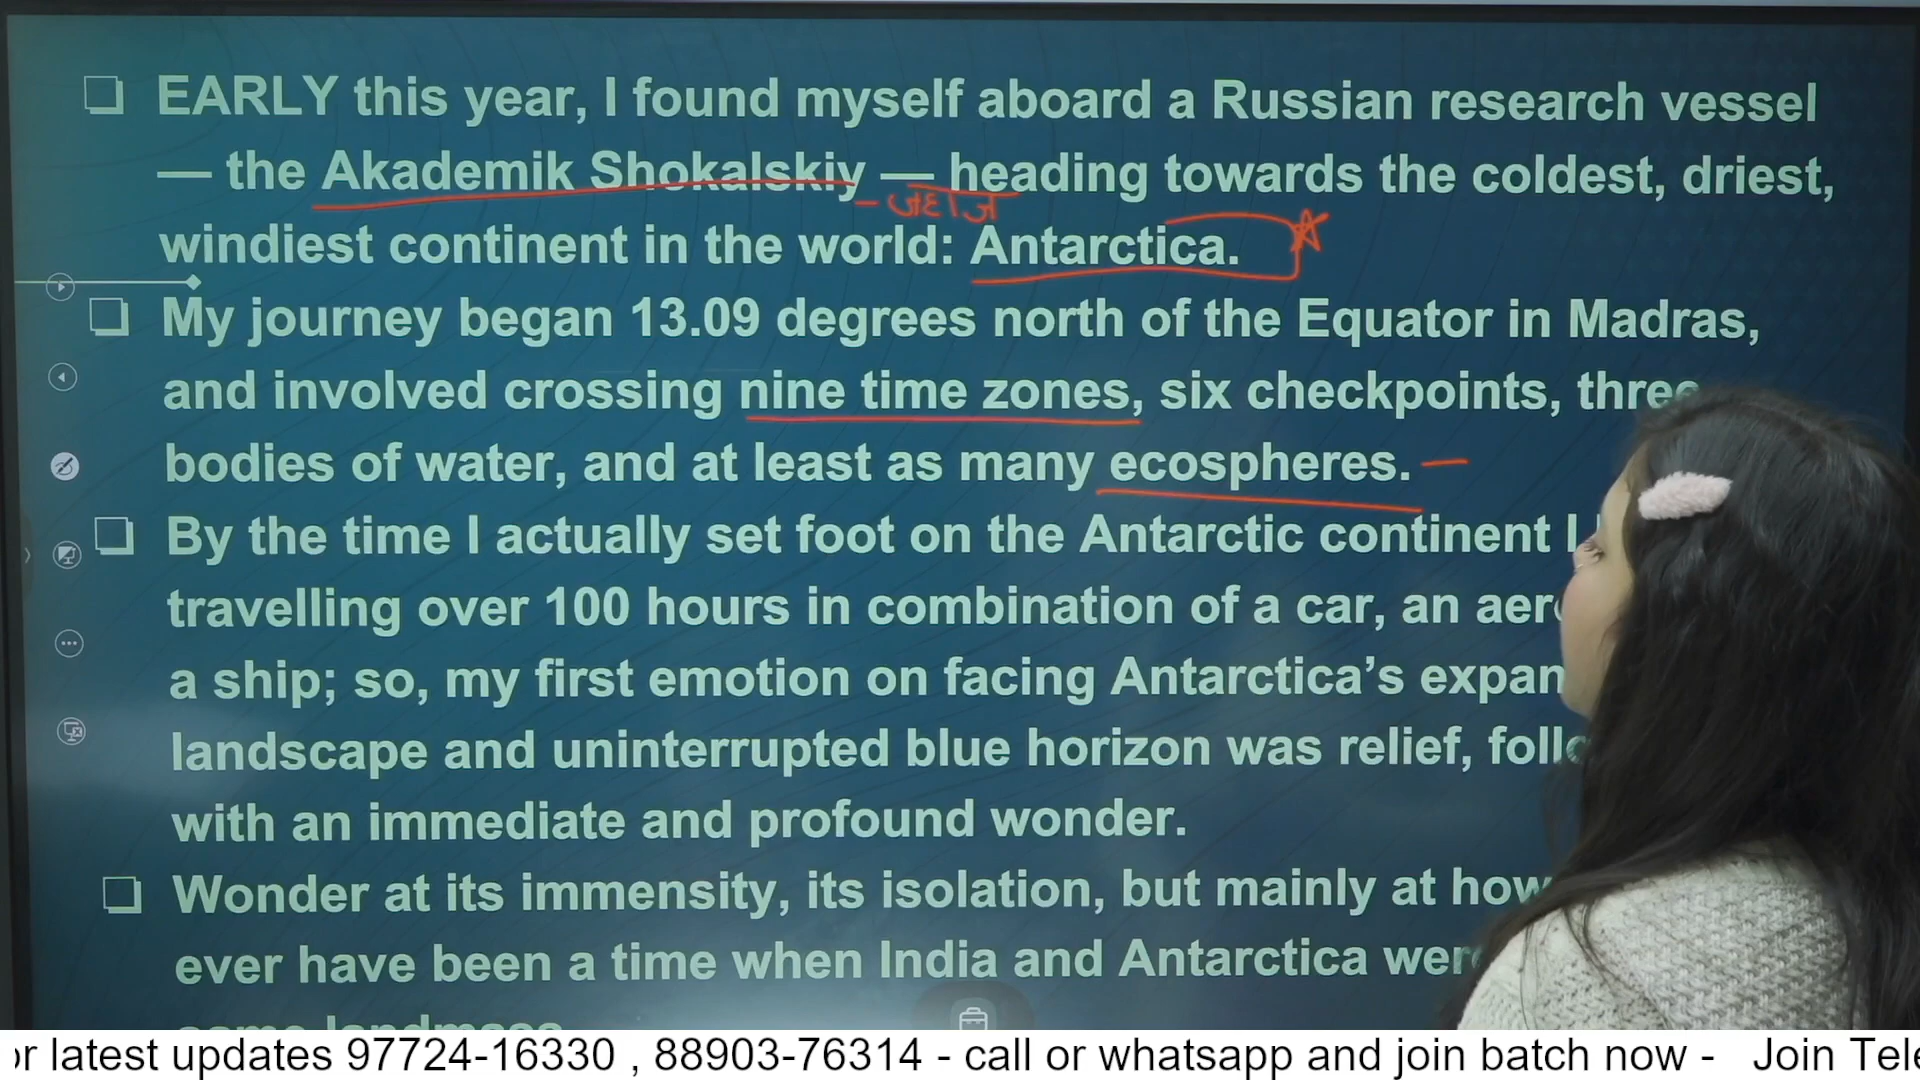 EARLY this year, I found myself aboard a Russian research vessel
— the Akademik Shokalskiy — heading towards the coldest, driest,
windiest continent in the world: Antarctica.
My journey began 13.09 degrees north of the Equator in Madras,
and involved crossing nine time zones, six checkpoints, three
bodies of water, and at least as many ecospheres.
By the time I actually set foot on the Antarctic continent I
travelling over 100 hours in combination of a car, an
a ship; so, my first emotion on facing Antarctica’s
landscape and uninterrupted blue horizon was relief,
with an immediate and profound wonder.
Wonder at its immensity, its isolation, but mainly at how
ever have been a time when India and Antarctica
same landmass
latest updates 97724-16330 , 88903-76314 - call or whatsapp and join batch now - Join